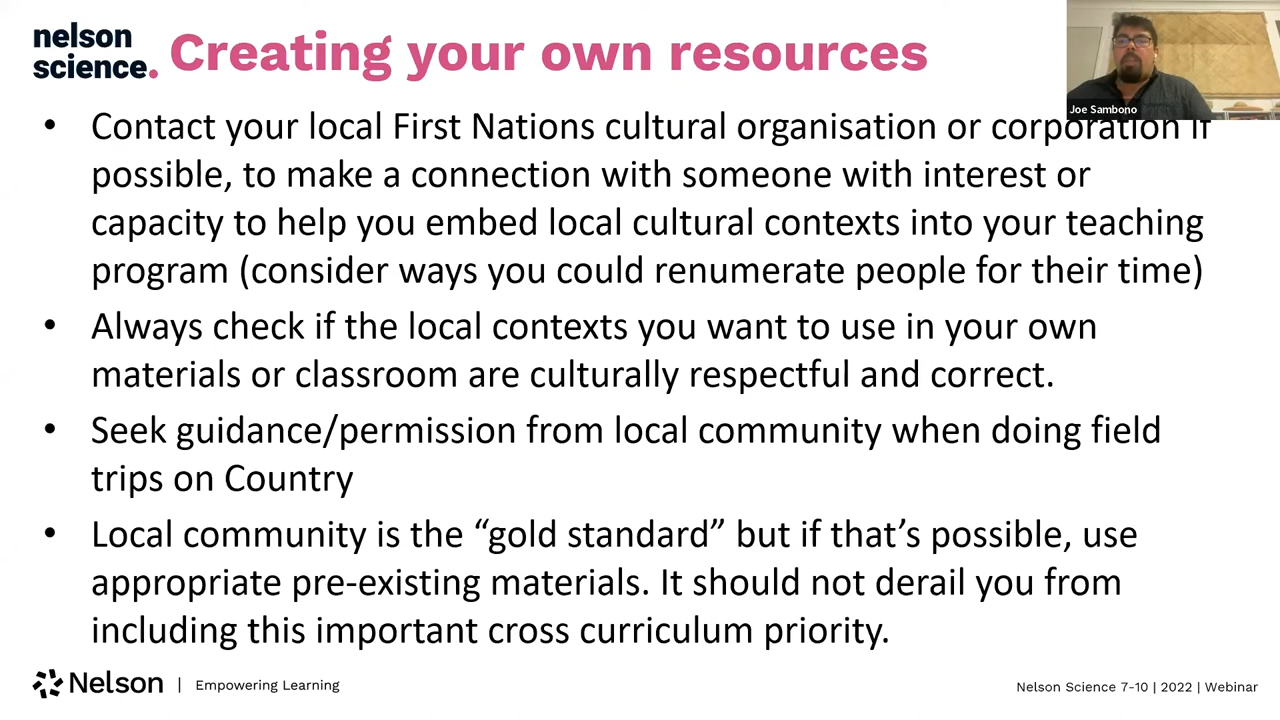 nelson
science.
Creating your own resources
Joe Sambono
• Contact your local First Nations cultural organisation or corporation if
possible, to make a connection with someone with interest or
capacity to help you embed local cultural contexts into your teaching
program (consider ways you could renumerate people for their time)
• Always check if the local contexts you want to use in your own
materials or classroom are culturally respectful and correct.
• Seek guidance/permission from local community when doing field
trips on Country
• Local community is the “gold standard” but if that’s possible, use
appropriate pre-existing materials. It should not derail you from
including this important cross curriculum priority.
Nelson | Empowering Learning
Nelson Science 7-10 | 2022 | Webinar